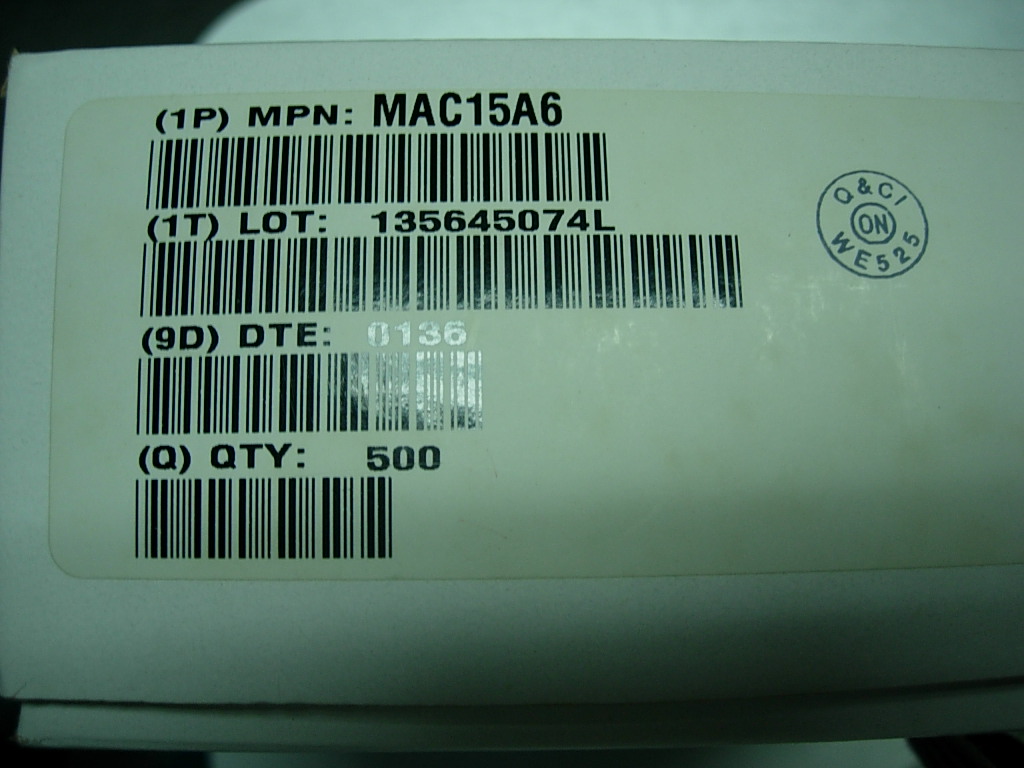 (1P) MPN: MAC15A6
(1T) LOT: 135645074L
(9D) DTE: 0136
(Q) QTY: 500
Q & CI
ON
WE525